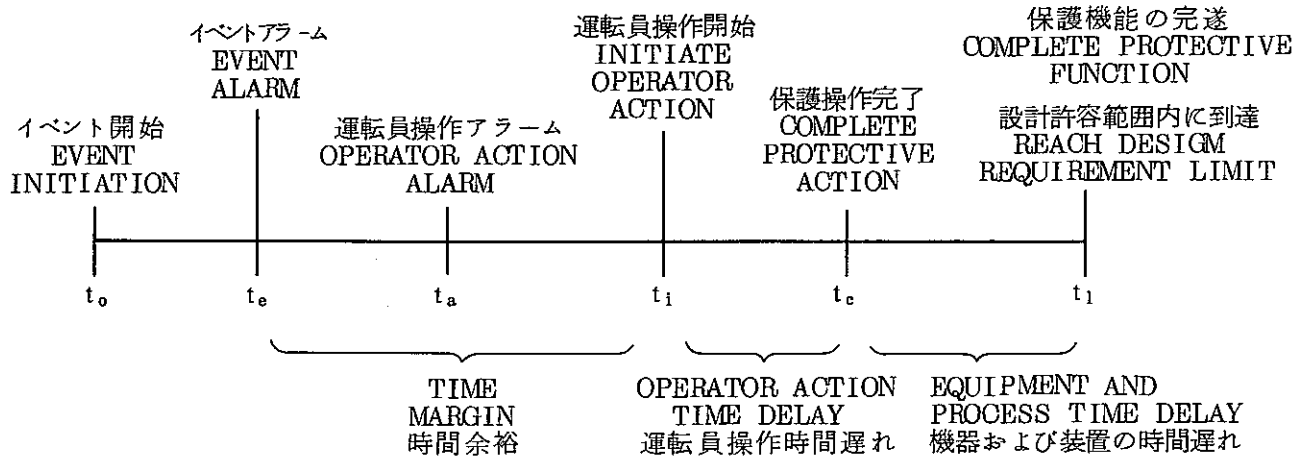 イベント開始
EVENT
INITIATION
イベントアラーム
EVENT
ALARM
運転員操作アラーム
OPERATOR ACTION
ALARM
運転員操作開始
INITIATE
OPERATOR
ACTION
保護操作完了
COMPLETE
PROTECTIVE
ACTION
保護機能の完遂
COMPLETE PROTECTIVE
FUNCTION
設計許容範囲内に到達
REACH DESIGM
REQUIREMENT LIMIT
to te ta ti tc tl
TIME
MARGIN
時間余裕
OPERATOR ACTION
TIME DELAY
運転員操作時間遅れ
EQUIPMENT AND
PROCESS TIME DELAY
機器および装置の時間遅れ